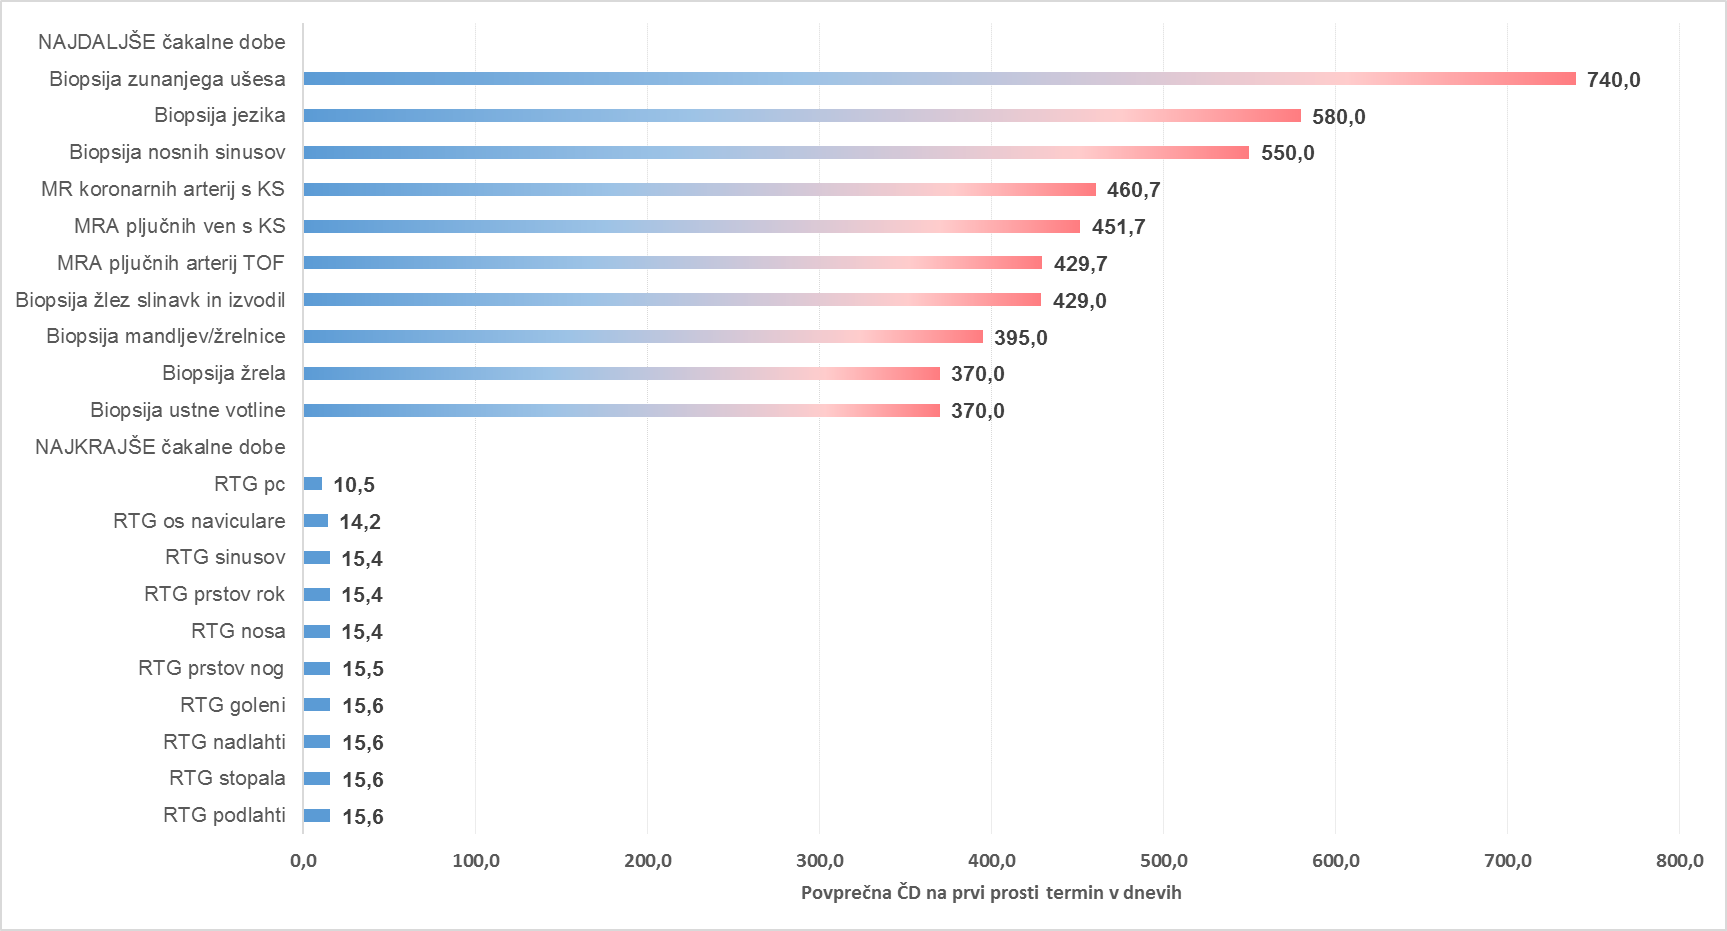 NAJDALJŠE čakalne dobe
Biopsija zunanjega ušesa 740,0
Biopsija jezika 580,0
Biopsija nosnih sinusov 550,0
MR koronarnih arterij s KS 460,7
MRA pljučnih ven s KS 451,7
MRA pljučnih arterij TOF 429,7
Biopsija žlez slinavk in izvodil 429,0
Biopsija mandljev/žrelnice 395,0
Biopsija žrela 370,0
Biopsija ustne votline 370,0
NAJKRAJŠE čakalne dobe
RTG pc 10,5
RTG os naviculare 14,2
RTG sinusov 15,4
RTG prstov rok 15,4
RTG nosa 15,4
RTG prstov nog 15,5
RTG goleni 15,6
RTG nadlahti 15,6
RTG stopala 15,6
RTG podlahti 15,6
0,0 100,0 200,0 300,0 400,0 500,0 600,0 700,0 800,0
Povprečna ČD na prvi prosti termin v dnevih